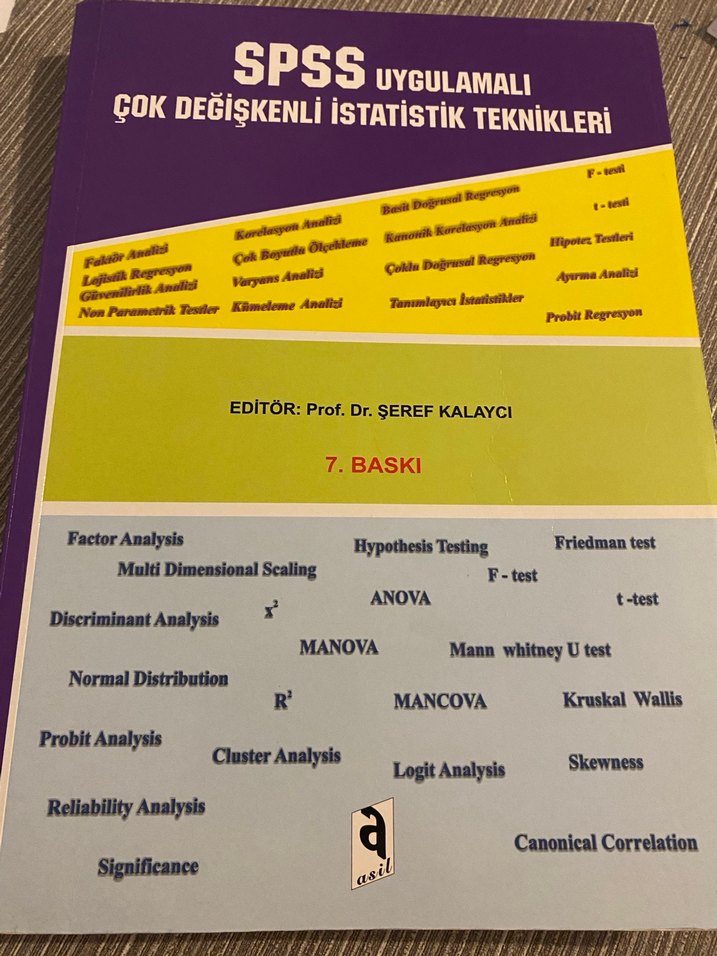 SPSS UYGULAMALI
ÇOK DEĞİŞKENLİ İSTATİSTİK TEKNİKLERİ
Faktör Analizi
Lojistik Regresyon
Güvenilirlik Analizi
Non Parametrik Testler
Korelasyon Analizi
Çok Boyutlu Ölçekleme
Varyans Analizi
Kümeleme Analizi
Basit Doğrusal Regresyon
Kanonik Korelasyon Analizi
Çoklu Doğrusal Regresyon
Tanımlayıcı İstatistikler
F - testi
t - testi
Hipotez Testleri
Ayırma Analizi
Probit Regresyon
EDİTÖR: Prof. Dr. ŞEREF KALAYCI
7. BASKI
Factor Analysis
Hypothesis Testing
Friedman test
Multi Dimensional Scaling
F - test
Discriminant Analysis
x²
ANOVA
t -test
MANOVA
Mann whitney U test
Normal Distribution
R²
MANCOVA
Kruskal Wallis
Probit Analysis
Cluster Analysis
Logit Analysis
Skewness
Reliability Analysis
Canonical Correlation
Significance
a
asil